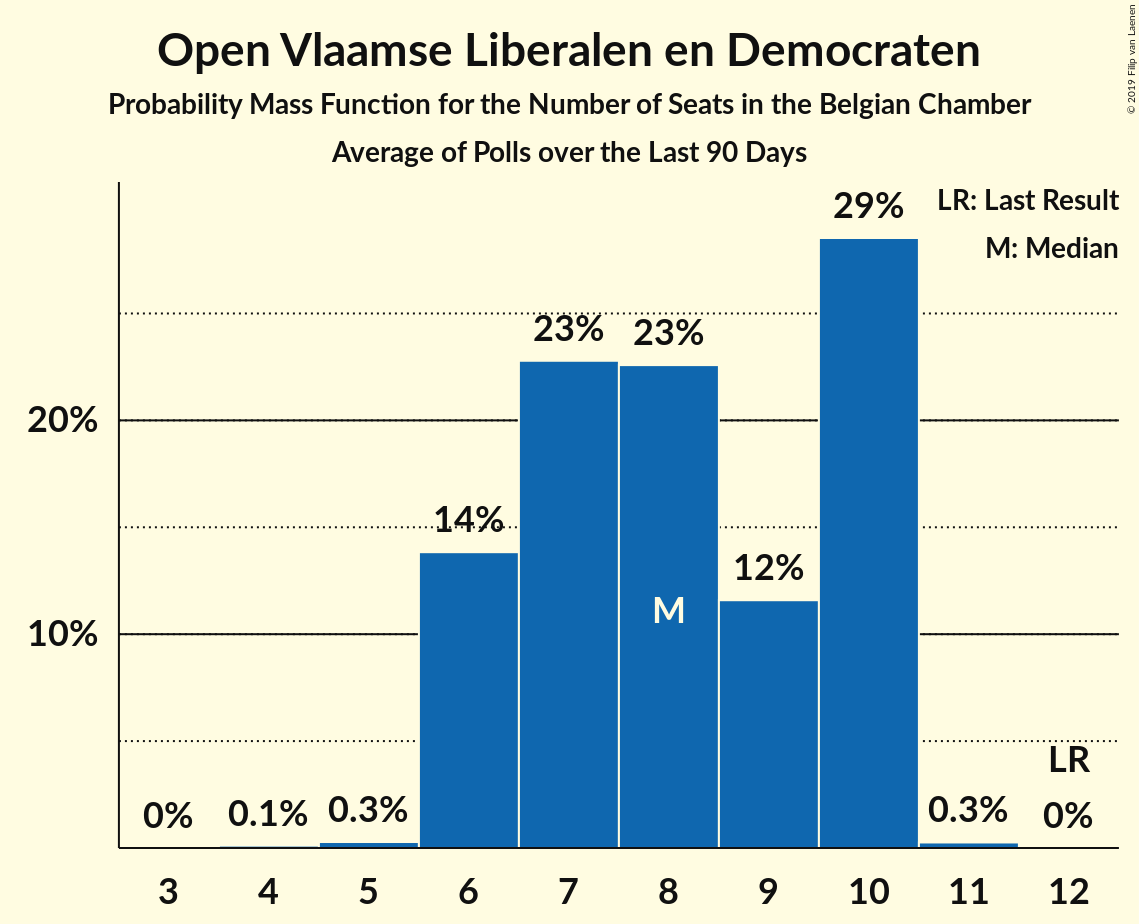 Open Vlaamse Liberalen en Democraten
Probability Mass Function for the Number of Seats in the Belgian Chamber
Average of Polls over the Last 90 Days
© 2019 Filip van Laenen
LR: Last Result
M: Median
29%
23%
23%
20%
14%
12%
M
10%
LR
0%
0.1%
0.3%
0.3%
0%
3
4
5
6
7
8
9
10
11
12